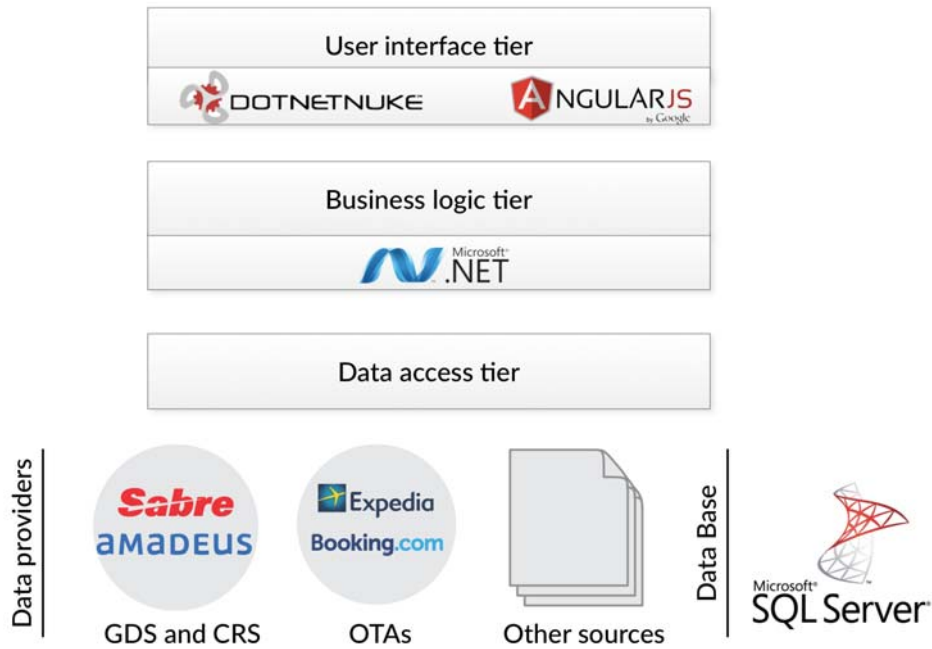 User interface tier
DOTNETNUKE
ANGULARJS
by Google
Business logic tier
Microsoft
.NET
Data access tier
Data providers
Sabre
aMaDEUS
GDS and CRS
Expedia
Booking.com
OTAs
Other sources
Data Base
Microsoft
SQL Server